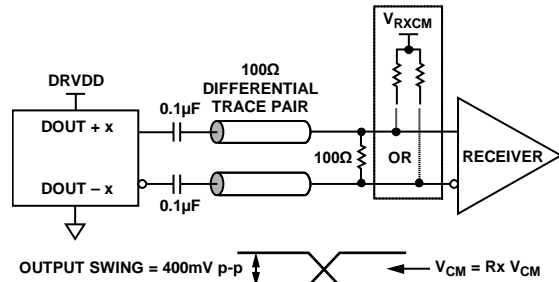 V_RXCM
DRVDD
100Ω
DIFFERENTIAL
TRACE PAIR
0.1µF
DOUT + x
100Ω
OR
RECEIVER
DOUT – x
0.1µF
OUTPUT SWING = 400mV p-p
V_CM = Rx V_CM